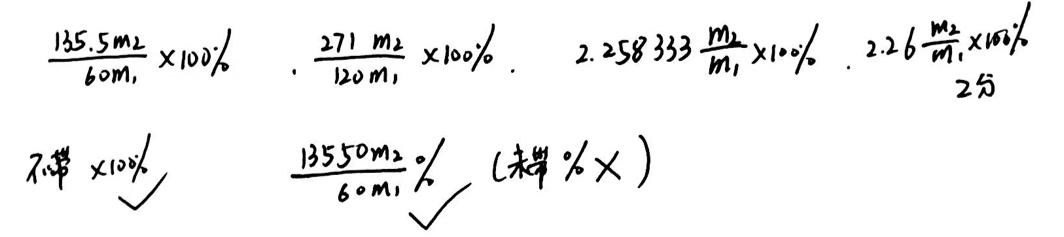 135.5m₂/60m₁ ×100% . 271 m₂/120m₁ ×100% . 2.258333 m₂/m₁ ×100% . 2.26 m₂/m₁ ×100%
2分
不带 ×100% ✓ 13550m₂/60m₁ % ✓ (未带 % ×)